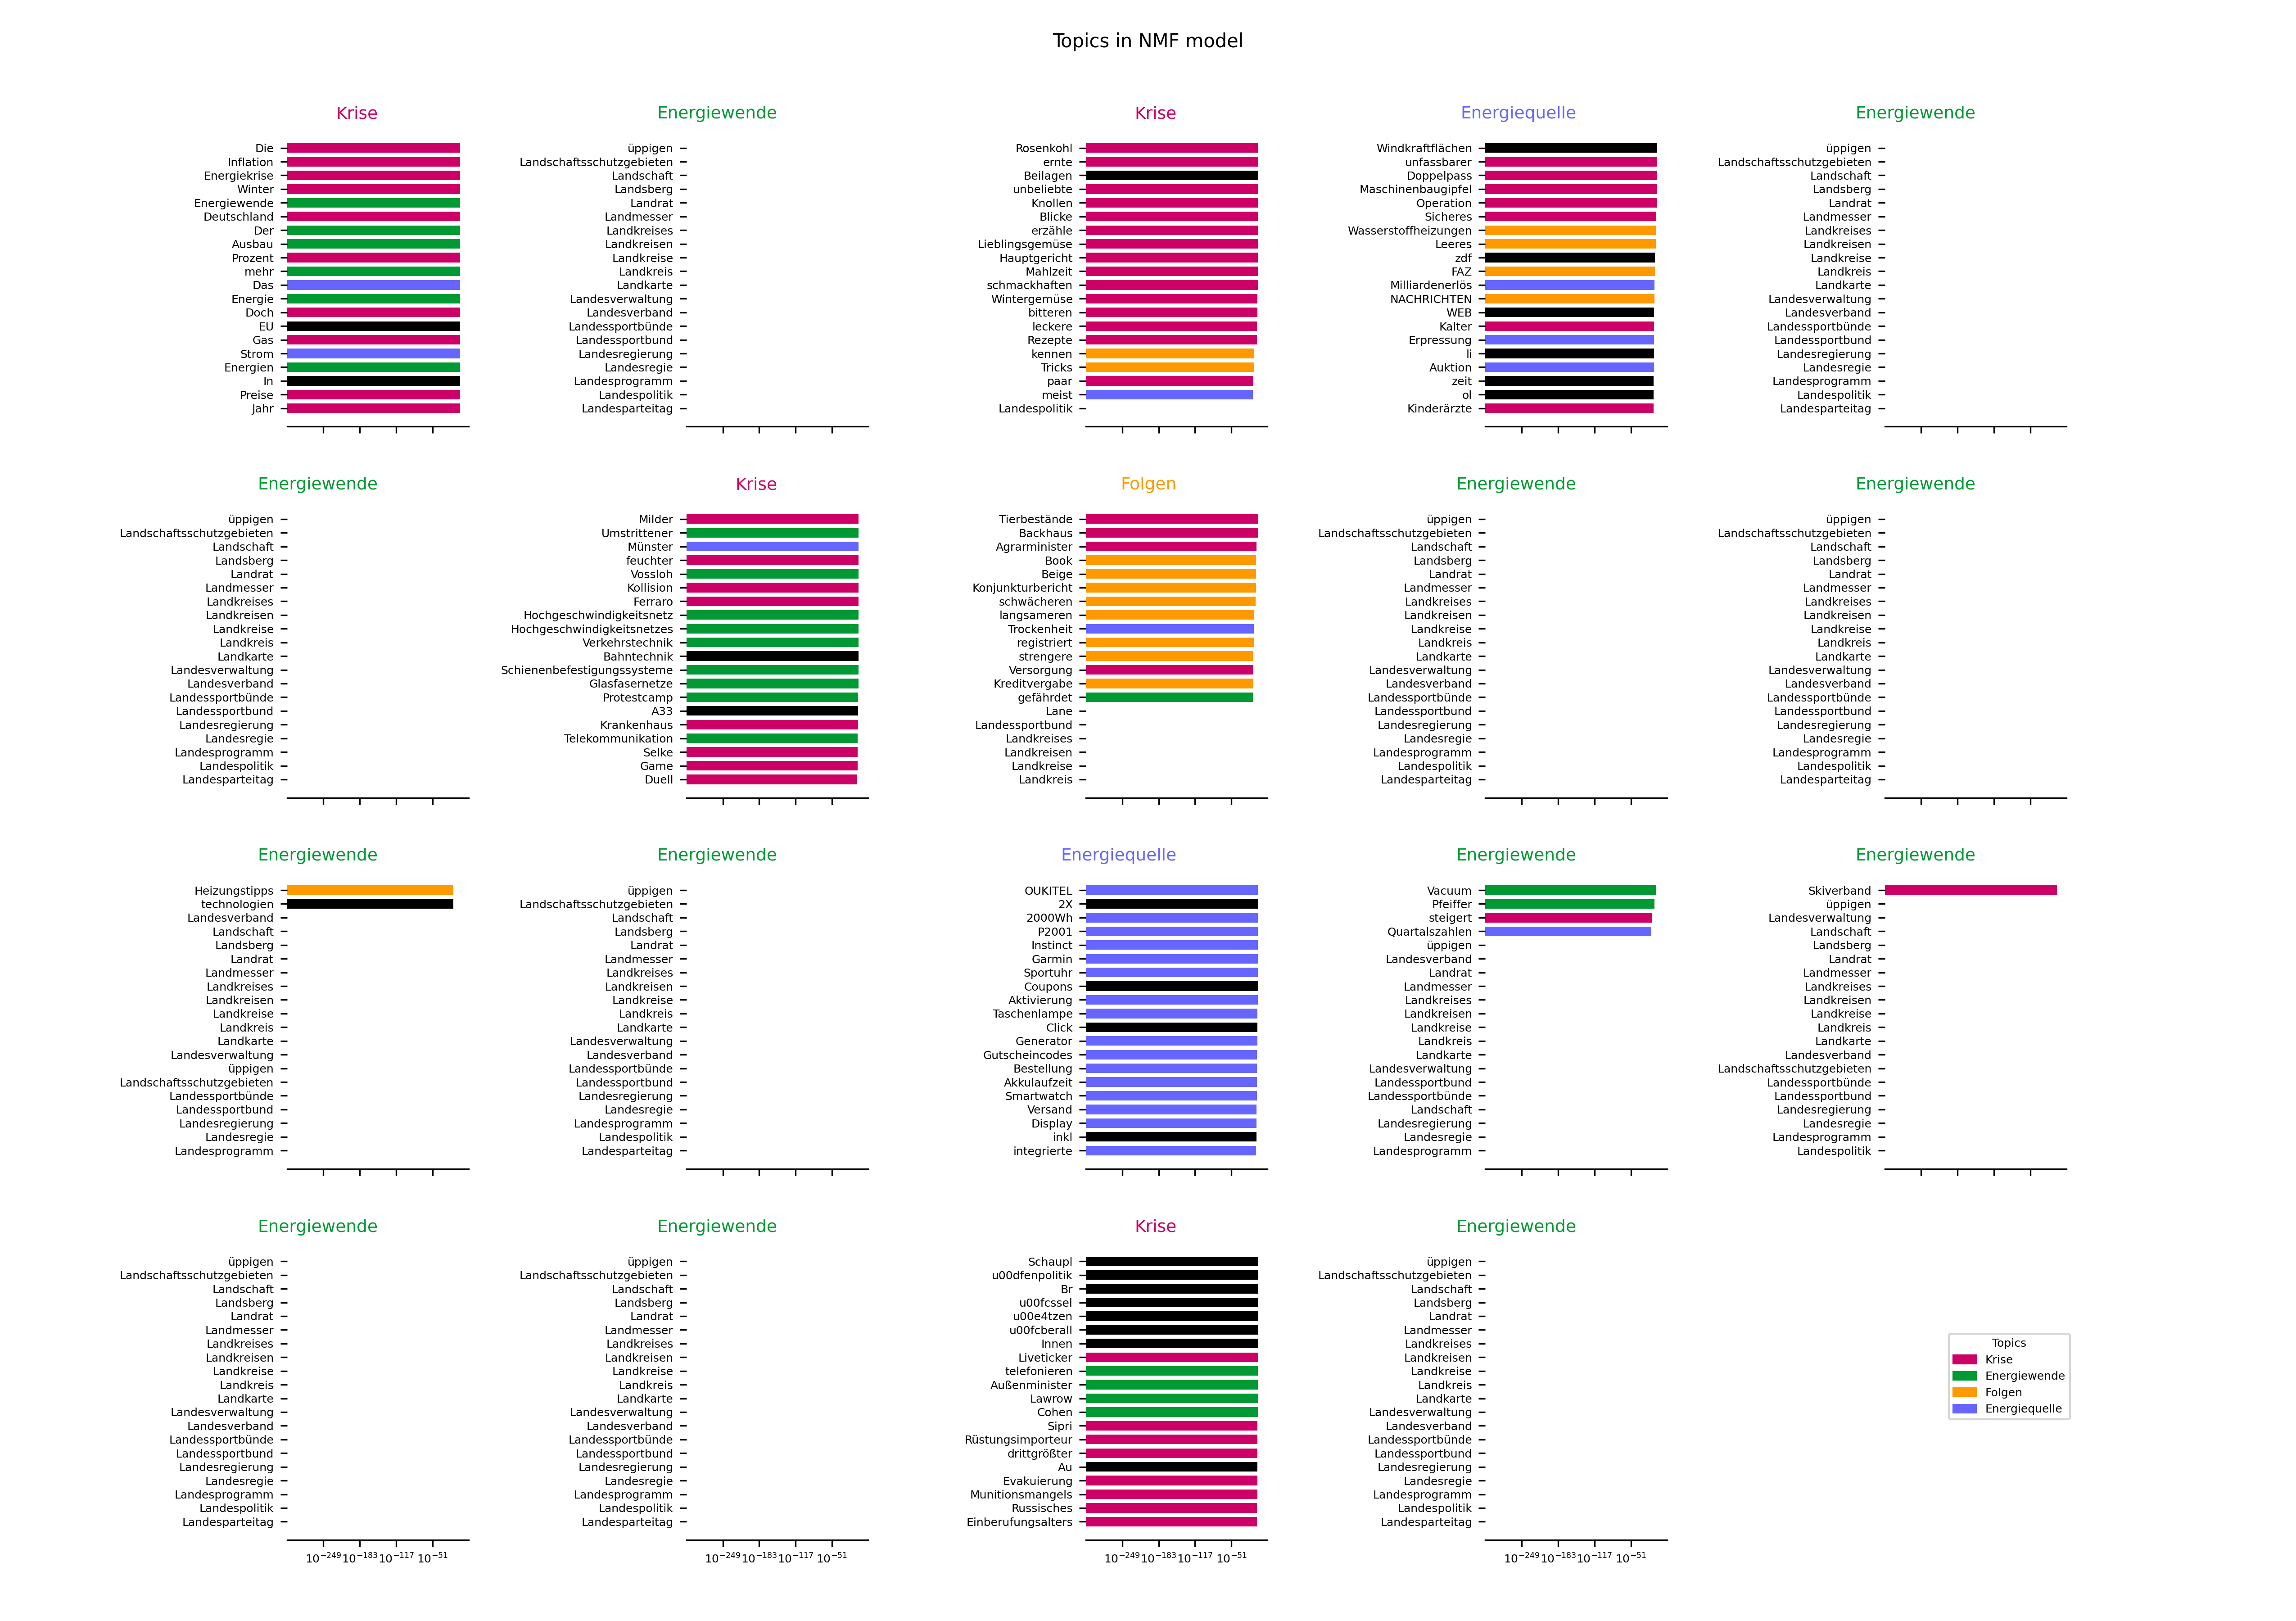 Topics in NMF model
Krise
Die
Inflation
Energiekrise
Winter
Energiewende
Deutschland
Der
Ausbau
Prozent
mehr
Das
Energie
Doch
EU
Gas
Strom
Energien
In
Preise
Jahr
Energiewende
üppigen
Landschaftsschutzgebieten
Landschaft
Landsberg
Landrat
Landmesser
Landkreises
Landkreisen
Landkreise
Landkreis
Landkarte
Landesverwaltung
Landesverband
Landessportbünde
Landessportbund
Landesregierung
Landesregie
Landesprogramm
Landespolitik
Landesparteitag
Krise
Rosenkohl
ernte
Beilagen
unbeliebte
Knollen
Blicke
erzähle
Lieblingsgemüse
Hauptgericht
Mahlzeit
schmackhaften
Wintergemüse
bitteren
leckere
Rezepte
kennen
Tricks
paar
meist
Landespolitik
Energiequelle
Windkraftflächen
unfassbarer
Doppelpass
Maschinenbaugipfel
Operation
Sicheres
Wasserstoffheizungen
Leeres
zdf
FAZ
Milliardenerlös
NACHRICHTEN
WEB
Kalter
Erpressung
li
Auktion
zeit
ol
Kinderärzte
Energiewende
üppigen
Landschaftsschutzgebieten
Landschaft
Landsberg
Landrat
Landmesser
Landkreises
Landkreisen
Landkreise
Landkreis
Landkarte
Landesverwaltung
Landesverband
Landessportbünde
Landessportbund
Landesregierung
Landesregie
Landesprogramm
Landespolitik
Landesparteitag
Energiewende
üppigen
Landschaftsschutzgebieten
Landschaft
Landsberg
Landrat
Landmesser
Landkreises
Landkreisen
Landkreise
Landkreis
Landkarte
Landesverwaltung
Landesverband
Landessportbünde
Landessportbund
Landesregierung
Landesregie
Landesprogramm
Landespolitik
Landesparteitag
Krise
Milder
Umstrittener
Münster
feuchter
Vossloh
Kollision
Ferraro
Hochgeschwindigkeitsnetz
Hochgeschwindigkeitsnetzes
Verkehrstechnik
Bahntechnik
Schienenbefestigungssysteme
Glasfasernetze
Protestcamp
A33
Krankenhaus
Telekommunikation
Selke
Game
Duell
Folgen
Tierbestände
Backhaus
Agrarminister
Book
Beige
Konjunkturbericht
schwächeren
langsameren
Trockenheit
registriert
strengere
Versorgung
Kreditvergabe
gefährdet
Lane
Landessportbund
Landkreises
Landkreisen
Landkreise
Landkreis
Energiewende
üppigen
Landschaftsschutzgebieten
Landschaft
Landsberg
Landrat
Landmesser
Landkreises
Landkreisen
Landkreise
Landkreis
Landkarte
Landesverwaltung
Landesverband
Landessportbünde
Landessportbund
Landesregierung
Landesregie
Landesprogramm
Landespolitik
Landesparteitag
Energiewende
üppigen
Landschaftsschutzgebieten
Landschaft
Landsberg
Landrat
Landmesser
Landkreises
Landkreisen
Landkreise
Landkreis
Landkarte
Landesverwaltung
Landesverband
Landessportbünde
Landessportbund
Landesregierung
Landesregie
Landesprogramm
Landespolitik
Landesparteitag
Energiewende
Heizungstipps
technologien
Landesverband
Landschaft
Landsberg
Landrat
Landmesser
Landkreises
Landkreisen
Landkreise
Landkreis
Landkarte
Landesverwaltung
üppigen
Landschaftsschutzgebieten
Landessportbünde
Landessportbund
Landesregierung
Landesregie
Landesprogramm
Energiewende
üppigen
Landschaftsschutzgebieten
Landschaft
Landsberg
Landrat
Landmesser
Landkreises
Landkreisen
Landkreise
Landkreis
Landkarte
Landesverwaltung
Landesverband
Landessportbünde
Landessportbund
Landesregierung
Landesregie
Landesprogramm
Landespolitik
Landesparteitag
Energiequelle
OUKITEL
2X
2000Wh
P2001
Instinct
Garmin
Sportuhr
Coupons
Aktivierung
Taschenlampe
Click
Generator
Gutscheincodes
Bestellung
Akkulaufzeit
Smartwatch
Versand
Display
inkl
integrierte
Energiewende
Vacuum
Pfeiffer
steigert
Quartalszahlen
üppigen
Landesverband
Landrat
Landmesser
Landkreises
Landkreisen
Landkreise
Landkreis
Landkarte
Landesverwaltung
Landessportbund
Landessportbünde
Landschaft
Landesregierung
Landesregie
Landesprogramm
Energiewende
Skiverband
üppigen
Landesverwaltung
Landschaft
Landsberg
Landrat
Landmesser
Landkreises
Landkreisen
Landkreise
Landkreis
Landkarte
Landesverband
Landschaftsschutzgebieten
Landessportbünde
Landessportbund
Landesregierung
Landesregie
Landesprogramm
Landespolitik
Energiewende
üppigen
Landschaftsschutzgebieten
Landschaft
Landsberg
Landrat
Landmesser
Landkreises
Landkreisen
Landkreise
Landkreis
Landkarte
Landesverwaltung
Landesverband
Landessportbünde
Landessportbund
Landesregierung
Landesregie
Landesprogramm
Landespolitik
Landesparteitag
10^-249 10^-183 10^-117 10^-51
Energiewende
üppigen
Landschaftsschutzgebieten
Landschaft
Landsberg
Landrat
Landmesser
Landkreises
Landkreisen
Landkreise
Landkreis
Landkarte
Landesverwaltung
Landesverband
Landessportbünde
Landessportbund
Landesregierung
Landesregie
Landesprogramm
Landespolitik
Landesparteitag
10^-249 10^-183 10^-117 10^-51
Krise
Schaupl
u00dfenpolitik
Br
u00fcssel
u00e4tzen
u00fcberall
Innen
Liveticker
telefonieren
Außenminister
Lawrow
Cohen
Sipri
Rüstungsimporteur
drittgrößter
Au
Evakuierung
Munitionsmangels
Russisches
Einberufungsalters
10^-249 10^-183 10^-117 10^-51
Energiewende
üppigen
Landschaftsschutzgebieten
Landschaft
Landsberg
Landrat
Landmesser
Landkreises
Landkreisen
Landkreise
Landkreis
Landkarte
Landesverwaltung
Landesverband
Landessportbünde
Landessportbund
Landesregierung
Landesregie
Landesprogramm
Landespolitik
Landesparteitag
10^-249 10^-183 10^-117 10^-51
Topics
Krise
Energiewende
Folgen
Energiequelle